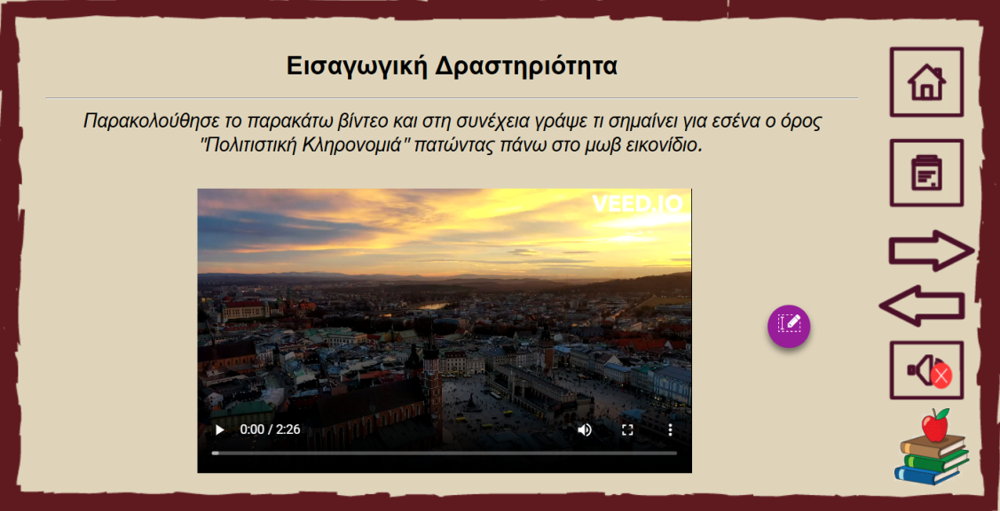 Εισαγωγική Δραστηριότητα
Παρακολούθησε το παρακάτω βίντεο και στη συνέχεια γράψε τι σημαίνει για εσένα ο όρος
"Πολιτιστική Κληρονομιά" πατώντας πάνω στο μωβ εικονίδιο.
VEED.IO
0:00 / 2:26